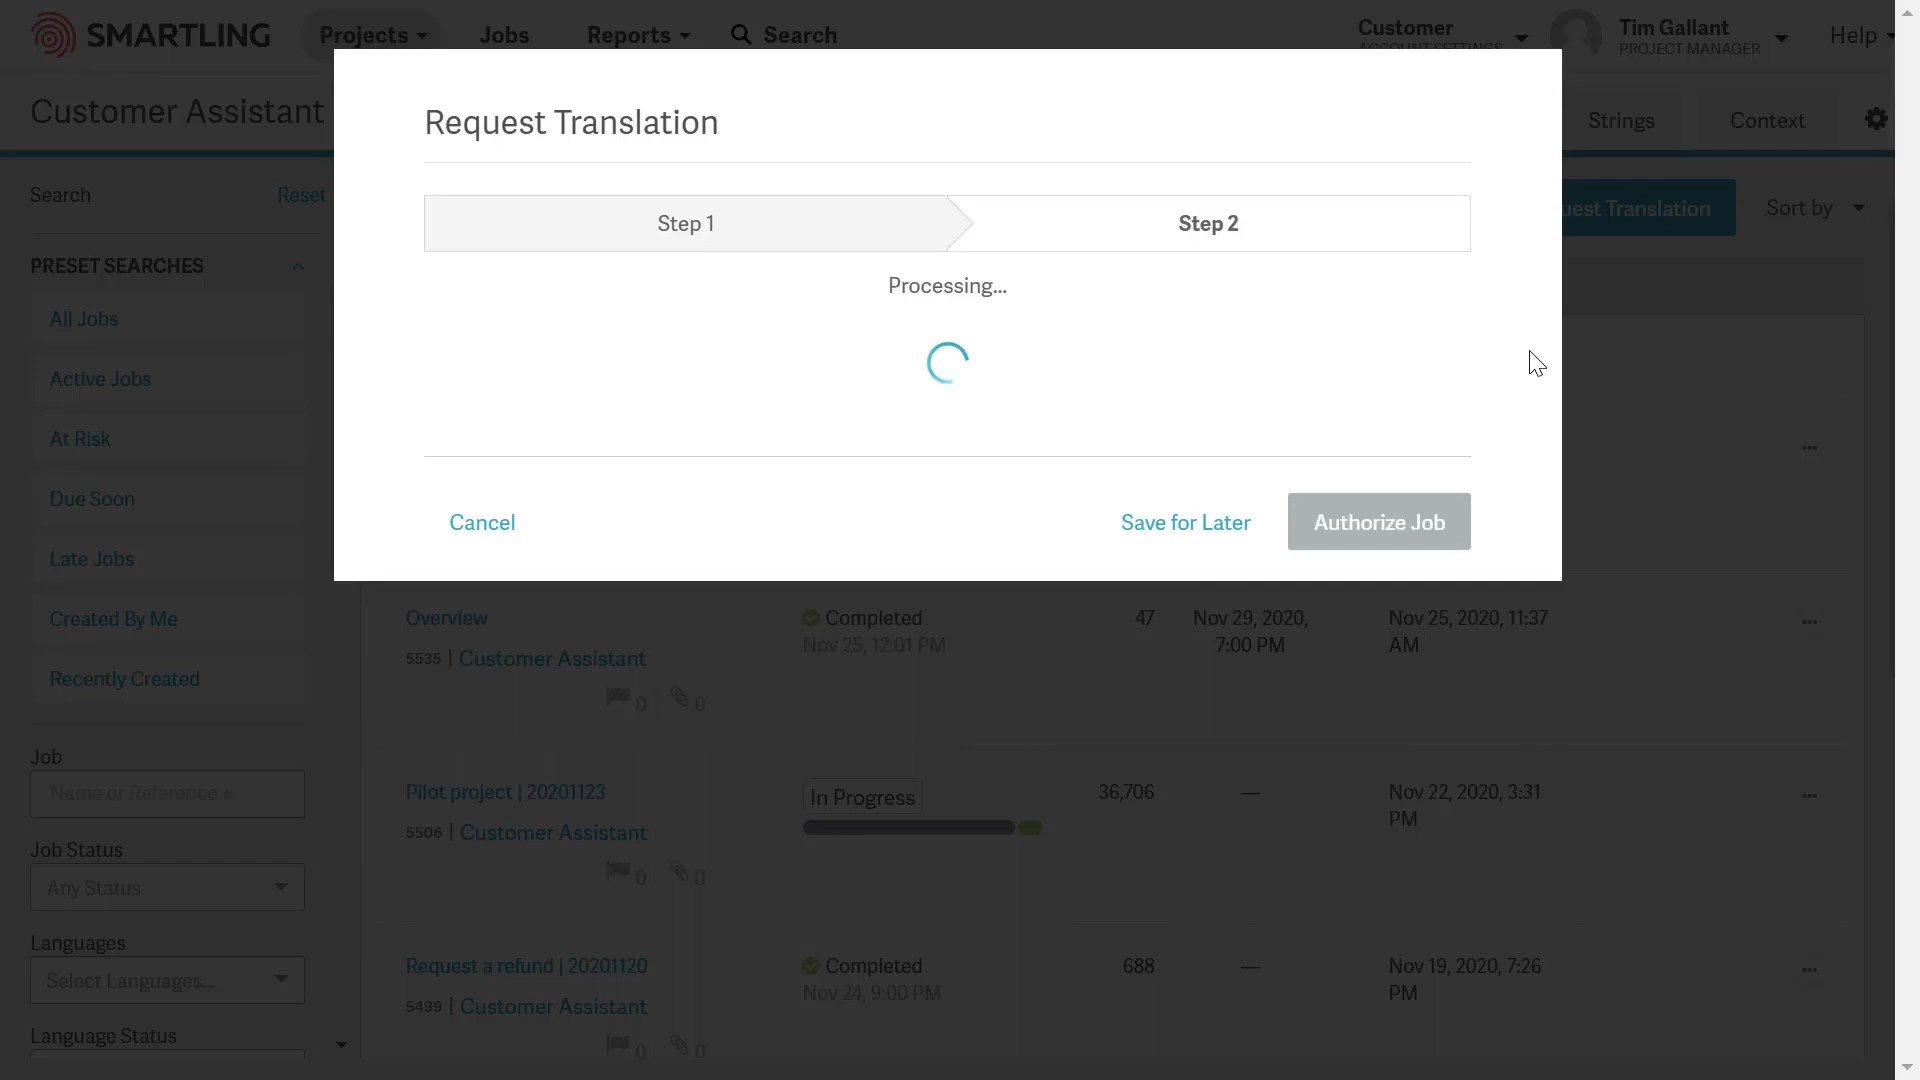 SMARTLING
Projects
Jobs
Reports
Search
Customer
ACCOUNT SETTINGS
Tim Gallant
PROJECT MANAGER
Help
Customer Assistant
Strings
Context
Request Translation
Step 1
Step 2
Processing...
Cancel
Save for Later
Authorize Job
Search
Reset
uest Translation
Sort by
PRESET SEARCHES
All Jobs
Active Jobs
At Risk
Due Soon
Late Jobs
Created By Me
Recently Created
Job
Name or Reference #
Job Status
Any Status
Languages
Select Languages...
Language Status
Overview
5535 | Customer Assistant
0 0
Completed
Nov 25, 12:01 PM
47
Nov 29, 2020,
7:00 PM
Nov 25, 2020, 11:37
AM
Pilot project | 20201123
5506 | Customer Assistant
0 0
In Progress
36,706
—
Nov 22, 2020, 3:31
PM
Request a refund | 20201120
5499 | Customer Assistant
0 0
Completed
Nov 24, 9:00 PM
688
—
Nov 19, 2020, 7:26
PM